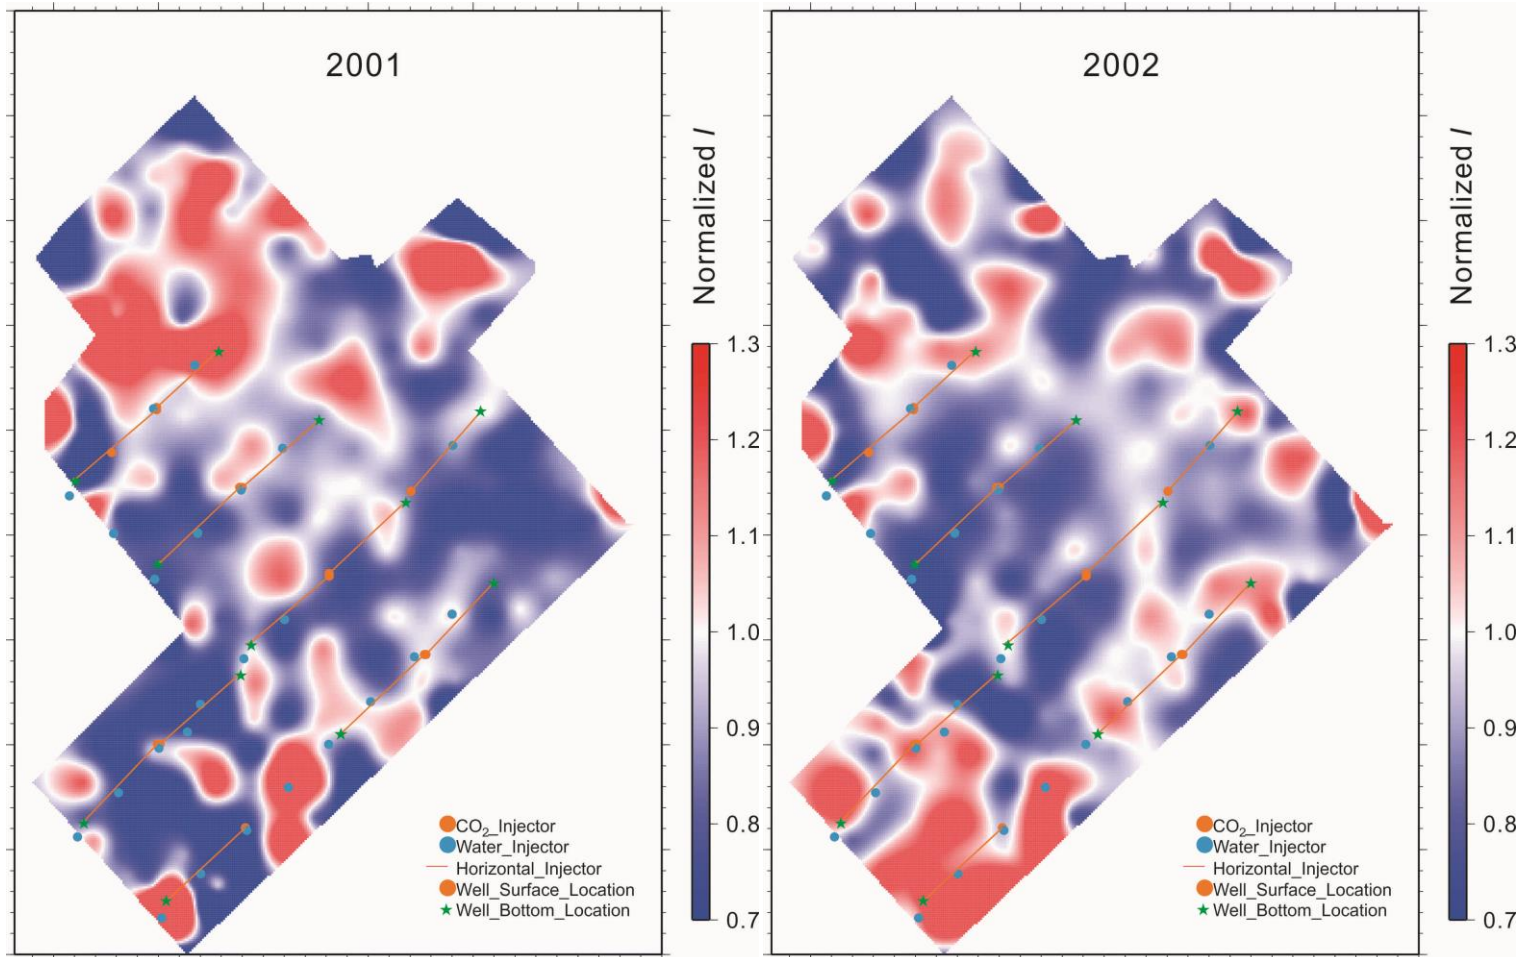 2001
Normalized I
1.3
1.2
1.1
1.0
0.9
0.8
0.7
CO₂_Injector
Water_Injector
Horizontal_Injector
Well_Surface_Location
Well_Bottom_Location
2002
Normalized I
1.3
1.2
1.1
1.0
0.9
0.8
0.7
CO₂_Injector
Water_Injector
Horizontal_Injector
Well_Surface_Location
Well_Bottom_Location